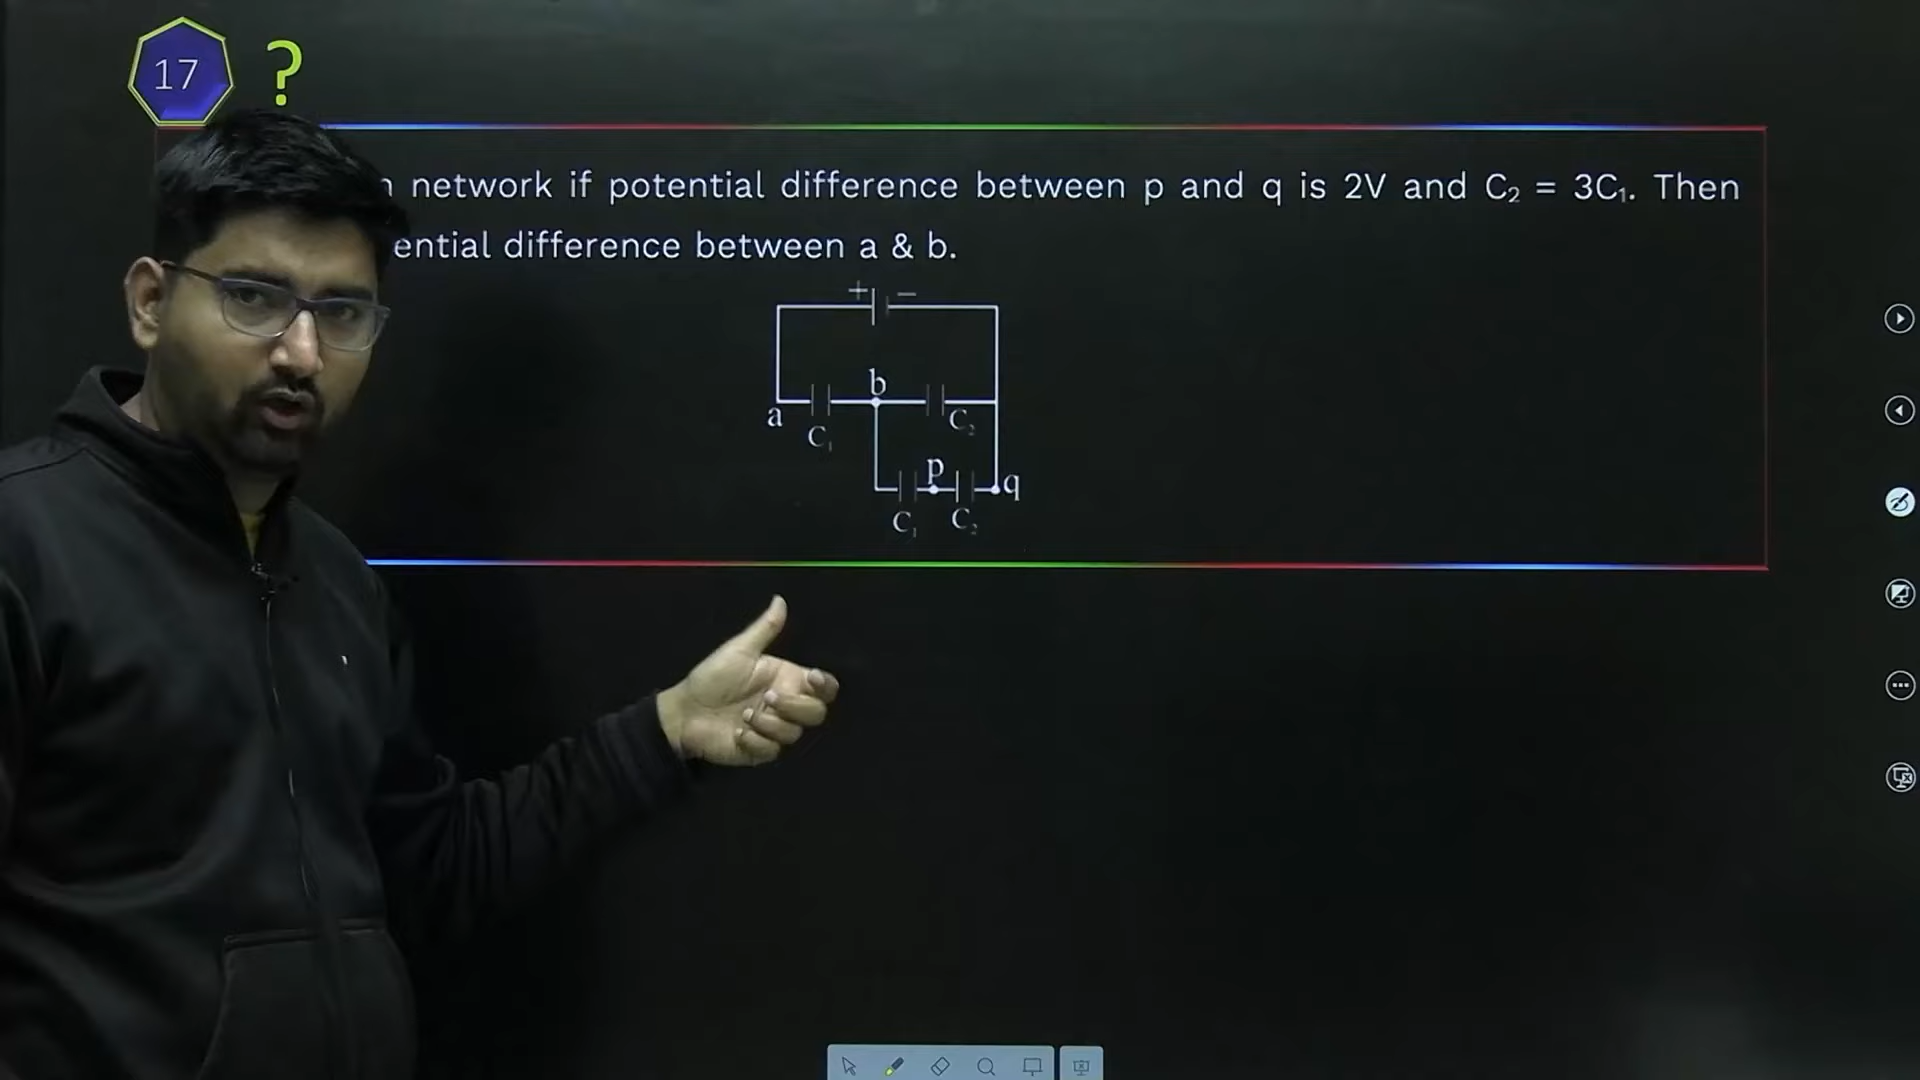 17 ?
network if potential difference between p and q is 2V and C₂ = 3C₁. Then
difference between a & b.
+ −
b
a
C₁
C₂
p
q
C₁
C₂